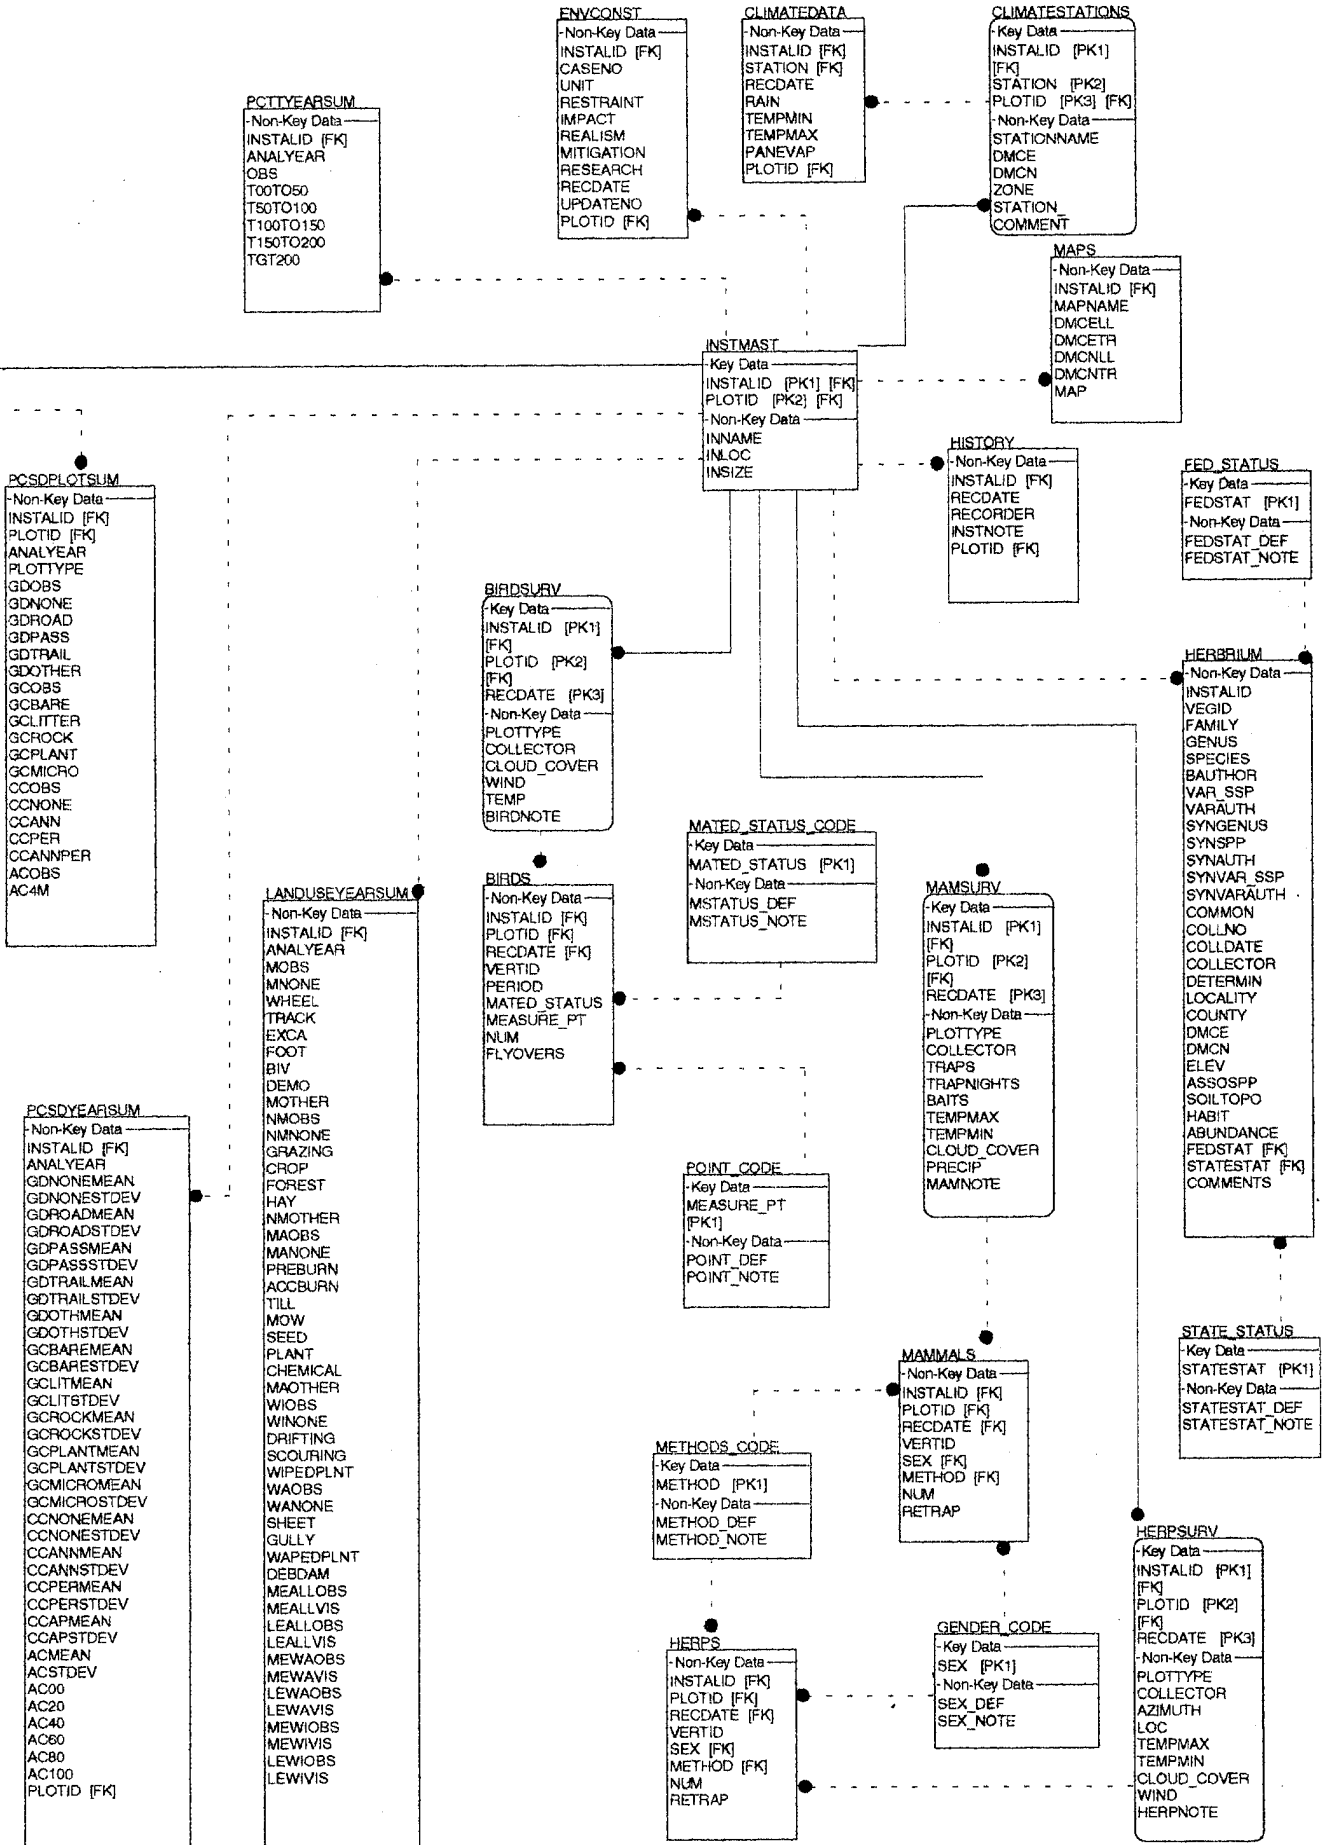 ENVCONST
-Non-Key Data
INSTALID [FK]
CASENO
UNIT
RESTRAINT
IMPACT
REALISM
MITIGATION
RESEARCH
RECDATE
UPDATENO
PLOTID [FK]
CLIMATEDATA
-Non-Key Data
INSTALID [FK]
STATION [FK]
RECDATE
RAIN
TEMPMIN
TEMPMAX
PANEVAP
PLOTID [FK]
CLIMATESTATIONS
-Key Data
INSTALID [PK1]
[FK]
STATION [PK2]
PLOTID [PK3] [FK]
-Non-Key Data
STATIONNAME
DMCE
DMCN
ZONE
STATION_
COMMENT
PCTTYEARSUM
-Non-Key Data
INSTALID [FK]
ANALYEAR
OBS
T00TO50
T50TO100
T100TO150
T150TO200
TGT200
MAPS
-Non-Key Data
INSTALID [FK]
MAPNAME
DMCELL
DMCETR
DMCNLL
DMCNTR
MAP
INSTMAST
-Key Data
INSTALID [PK1] [FK]
PLOTID [PK2] [FK]
-Non-Key Data
INNAME
INLOC
INSIZE
HISTORY
-Non-Key Data
INSTALID [FK]
RECDATE
RECORDER
INSTNOTE
PLOTID [FK]
FED_STATUS
-Key Data
FEDSTAT [PK1]
-Non-Key Data
FEDSTAT_DEF
FEDSTAT_NOTE
PCSDPLOTSUM
-Non-Key Data
INSTALID [FK]
PLOTID [FK]
ANALYEAR
PLOTTYPE
GDOBS
GDNONE
GDROAD
GDPASS
GDTRAIL
GDOTHER
GCOBS
GCBARE
GCLITTER
GCROCK
GCPLANT
GCMICRO
CCOBS
CCNONE
CCANN
CCPER
CCANNPER
ACOBS
AC4M
BIRDSURV
-Key Data
INSTALID [PK1]
[FK]
PLOTID [PK2]
[FK]
RECDATE [PK3]
-Non-Key Data
PLOTTYPE
COLLECTOR
CLOUD_COVER
WIND
TEMP
BIRDNOTE
HERBRIUM
-Non-Key Data
INSTALID
VEGID
FAMILY
GENUS
SPECIES
BAUTHOR
VAR_SSP
VARAUTH
SYNGENUS
SYNSPP
SYNAUTH
SYNVAR_SSP
SYNVARAUTH
COMMON
COLLNO
COLLDATE
COLLECTOR
DETERMIN
LOCALITY
COUNTY
DMCE
DMCN
ELEV
ASSOSPP
SOILTOPO
HABIT
ABUNDANCE
FEDSTAT [FK]
STATESTAT [FK]
COMMENTS
MATED_STATUS_CODE
-Key Data
MATED_STATUS [PK1]
-Non-Key Data
MSTATUS_DEF
MSTATUS_NOTE
BIRDS
-Non-Key Data
INSTALID [FK]
PLOTID [FK]
RECDATE [FK]
VERTID
PERIOD
MATED_STATUS
MEASURE_PT
NUM
FLYOVERS
LANDUSEYEARSUM
-Non-Key Data
INSTALID [FK]
ANALYEAR
MOBS
MNONE
WHEEL
TRACK
EXCA
FOOT
BIV
DEMO
MOTHER
NMOBS
NMNONE
GRAZING
CROP
FOREST
HAY
NMOTHER
MAOBS
MANONE
PREBURN
ACCBURN
TILL
MOW
SEED
PLANT
CHEMICAL
MAOTHER
WIOBS
WINONE
DRIFTING
SCOURING
WIPEDPLNT
WAOBS
WANONE
SHEET
GULLY
WAPEDPLNT
DEBDAM
MEALLOBS
MEALLVIS
LEALLOBS
LEALLVIS
MEWAOBS
MEWAVIS
LEWAOBS
LEWAVIS
MEWIOBS
MEWIVIS
LEWIOBS
LEWIVIS
MAMSURV
-Key Data
INSTALID [PK1]
[FK]
PLOTID [PK2]
[FK]
RECDATE [PK3]
-Non-Key Data
PLOTTYPE
COLLECTOR
TRAPS
TRAPNIGHTS
BAITS
TEMPMAX
TEMPMIN
CLOUD_COVER
PRECIP
MAMNOTE
PCSDYEARSUM
-Non-Key Data
INSTALID [FK]
ANALYEAR
GDNONEMEAN
GDNONESTDEV
GDROADMEAN
GDROADSTDEV
GDPASSMEAN
GDPASSSTDEV
GDTRAILMEAN
GDTRAILSTDEV
GDOTHMEAN
GDOTHSTDEV
GCBAREMEAN
GCBARESTDEV
GCLITMEAN
GCLITSTDEV
GCROCKMEAN
GCROCKSTDEV
GCPLANTMEAN
GCPLANTSTDEV
GCMICROMEAN
GCMICROSTDEV
CCNONEMEAN
CCNONESTDEV
CCANNMEAN
CCANNSTDEV
CCPERMEAN
CCPERSTDEV
CCAPMEAN
CCAPSTDEV
ACMEAN
ACSTDEV
AC00
AC20
AC40
AC60
AC80
AC100
PLOTID [FK]
POINT_CODE
-Key Data
MEASURE_PT
[PK1]
-Non-Key Data
POINT_DEF
POINT_NOTE
STATE_STATUS
-Key Data
STATESTAT [PK1]
-Non-Key Data
STATESTAT_DEF
STATESTAT_NOTE
MAMMALS
-Non-Key Data
INSTALID [FK]
PLOTID [FK]
RECDATE [FK]
VERTID
SEX [FK]
METHOD [FK]
NUM
RETRAP
METHODS_CODE
-Key Data
METHOD [PK1]
-Non-Key Data
METHOD_DEF
METHOD_NOTE
HERPSURV
-Key Data
INSTALID [PK1]
[FK]
PLOTID [PK2]
[FK]
RECDATE [PK3]
-Non-Key Data
PLOTTYPE
COLLECTOR
AZIMUTH
LOC
TEMPMAX
TEMPMIN
CLOUD_COVER
WIND
HERPNOTE
GENDER_CODE
-Key Data
SEX [PK1]
-Non-Key Data
SEX_DEF
SEX_NOTE
HERPS
-Non-Key Data
INSTALID [FK]
PLOTID [FK]
RECDATE [FK]
VERTID
SEX [FK]
METHOD [FK]
NUM
RETRAP